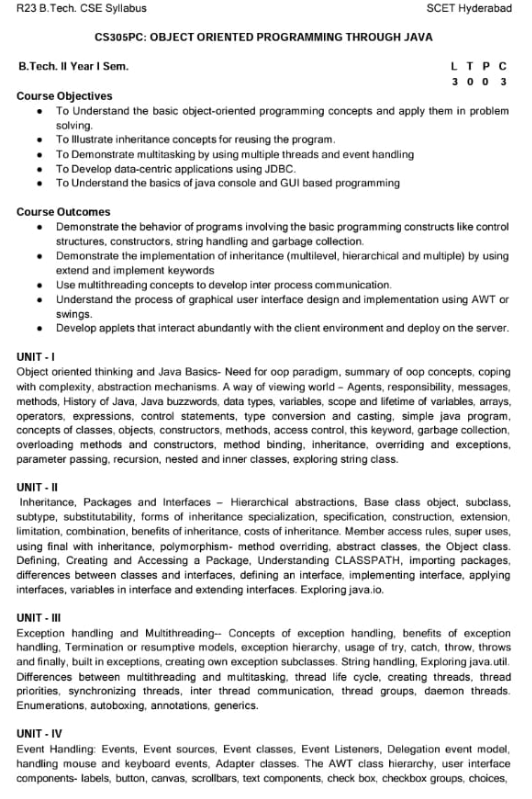 R23 B.Tech. CSE Syllabus SCET Hyderabad
CS305PC: OBJECT ORIENTED PROGRAMMING THROUGH JAVA
B.Tech. II Year I Sem. L T P C
3 0 0 3
Course Objectives
• To Understand the basic object-oriented programming concepts and apply them in problem
solving.
• To Illustrate inheritance concepts for reusing the program.
• To Demonstrate multitasking by using multiple threads and event handling
• To Develop data-centric applications using JDBC.
• To Understand the basics of java console and GUI based programming
Course Outcomes
• Demonstrate the behavior of programs involving the basic programming constructs like control
structures, constructors, string handling and garbage collection.
• Demonstrate the implementation of inheritance (multilevel, hierarchical and multiple) by using
extend and implement keywords
• Use multithreading concepts to develop inter process communication.
• Understand the process of graphical user interface design and implementation using AWT or
swings.
• Develop applets that interact abundantly with the client environment and deploy on the server.
UNIT - I
Object oriented thinking and Java Basics- Need for oop paradigm, summary of oop concepts, coping
with complexity, abstraction mechanisms. A way of viewing world – Agents, responsibility, messages,
methods, History of Java, Java buzzwords, data types, variables, scope and lifetime of variables, arrays,
operators, expressions, control statements, type conversion and casting, simple java program,
concepts of classes, objects, constructors, methods, access control, this keyword, garbage collection,
overloading methods and constructors, method binding, inheritance, overriding and exceptions,
parameter passing, recursion, nested and inner classes, exploring string class.
UNIT - II
Inheritance, Packages and Interfaces – Hierarchical abstractions, Base class object, subclass,
subtype, substitutability, forms of inheritance specialization, specification, construction, extension,
limitation, combination, benefits of inheritance, costs of inheritance. Member access rules, super uses,
using final with inheritance, polymorphism- method overriding, abstract classes, the Object class.
Defining, Creating and Accessing a Package, Understanding CLASSPATH, importing packages,
differences between classes and interfaces, defining an interface, implementing interface, applying
interfaces, variables in interface and extending interfaces. Exploring java.io.
UNIT - III
Exception handling and Multithreading-- Concepts of exception handling, benefits of exception
handling, Termination or resumptive models, exception hierarchy, usage of try, catch, throw, throws
and finally, built in exceptions, creating own exception subclasses. String handling, Exploring java.util.
Differences between multithreading and multitasking, thread life cycle, creating threads, thread
priorities, synchronizing threads, inter thread communication, thread groups, daemon threads.
Enumerations, autoboxing, annotations, generics.
UNIT - IV
Event Handling: Events, Event sources, Event classes, Event Listeners, Delegation event model,
handling mouse and keyboard events, Adapter classes. The AWT class hierarchy, user interface
components- labels, button, canvas, scrollbars, text components, check box, checkbox groups, choices,